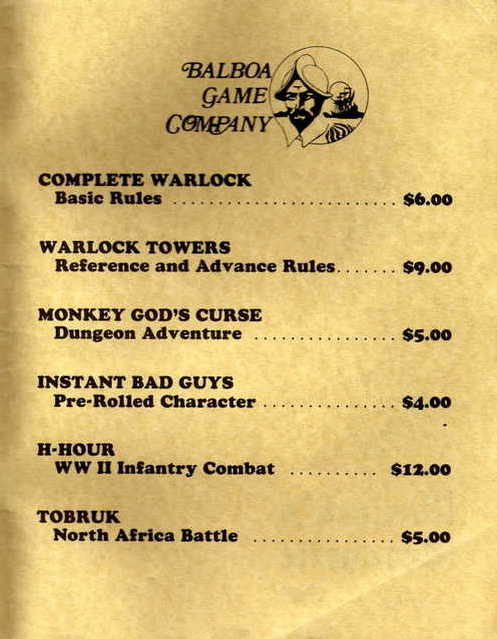 BALBOA
GAME
COMPANY
COMPLETE WARLOCK
Basic Rules ......................... $6.00
WARLOCK TOWERS
Reference and Advance Rules....... $9.00
MONKEY GOD'S CURSE
Dungeon Adventure ................ $5.00
INSTANT BAD GUYS
Pre-Rolled Character ............... $4.00
H-HOUR
WW II Infantry Combat .......... $12.00
TOBRUK
North Africa Battle ................ $5.00